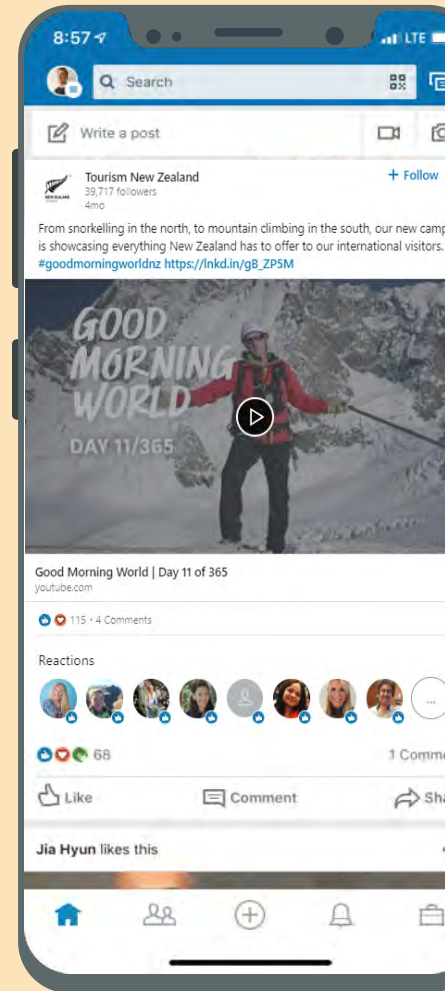 8:57
LTE
Search
Write a post
Tourism New Zealand
39,717 followers
4mo
+ Follow
From snorkelling in the north, to mountain climbing in the south, our new camp
is showcasing everything New Zealand has to offer to our international visitors.
#goodmorningworldnz https://lnkd.in/gB_ZP5M
GOOD
MORNING
WORLD
DAY 11/365
Good Morning World | Day 11 of 365
youtube.com
115 • 4 Comments
Reactions
...
68
1 Comme
Like
Comment
Sha
Jia Hyun likes this